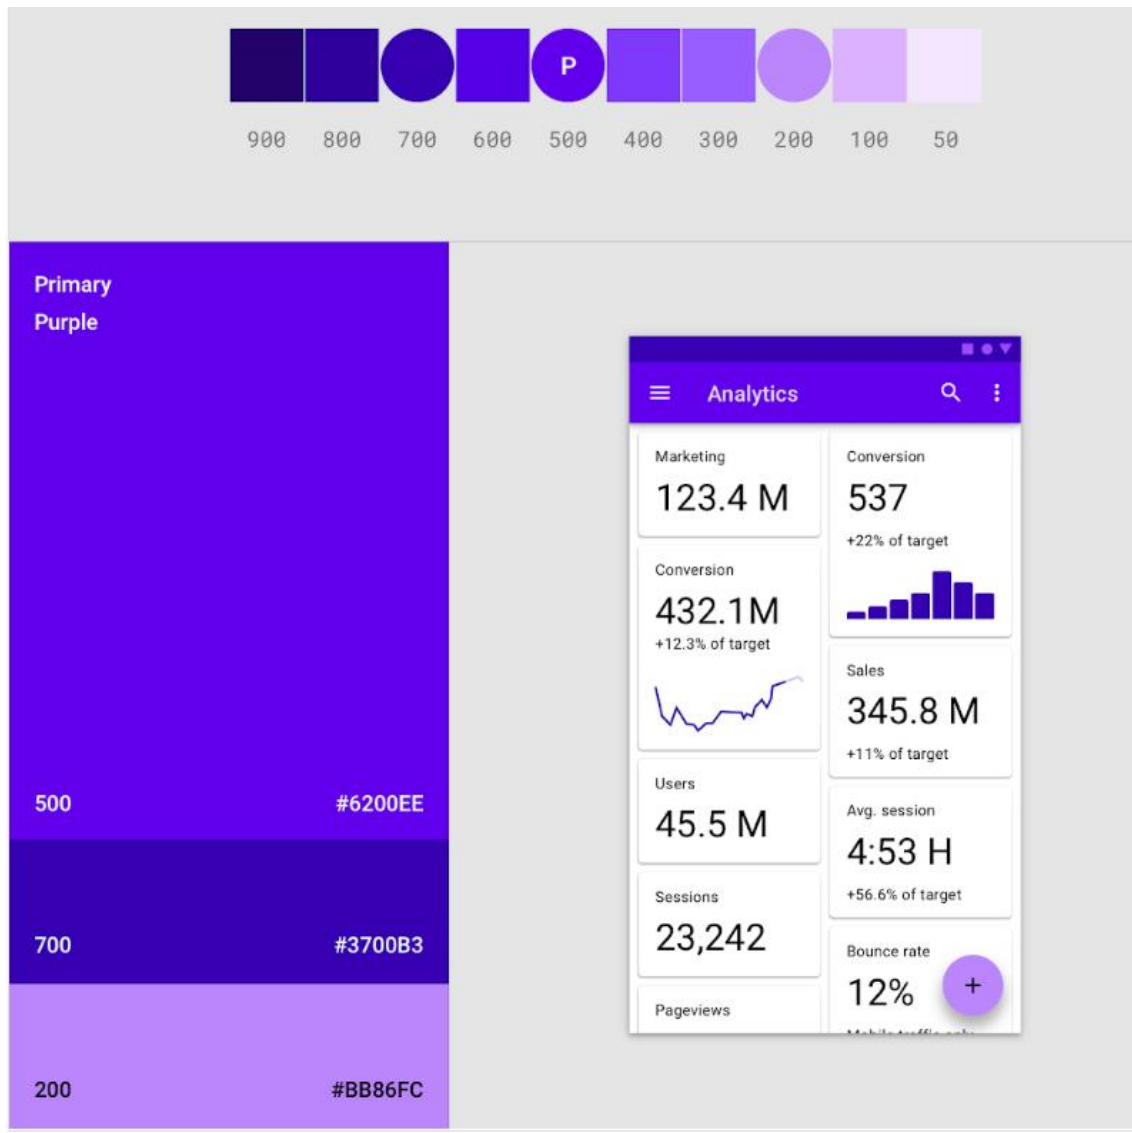 P
900 800 700 600 500 400 300 200 100 50
Primary
Purple
500 #6200EE
700 #3700B3
200 #BB86FC
Analytics
Marketing
123.4 M
Conversion
432.1M
+12.3% of target
Users
45.5 M
Sessions
23,242
Pageviews
Conversion
537
+22% of target
Sales
345.8 M
+11% of target
Avg. session
4:53 H
+56.6% of target
Bounce rate
12%
+
Mobile traffic only